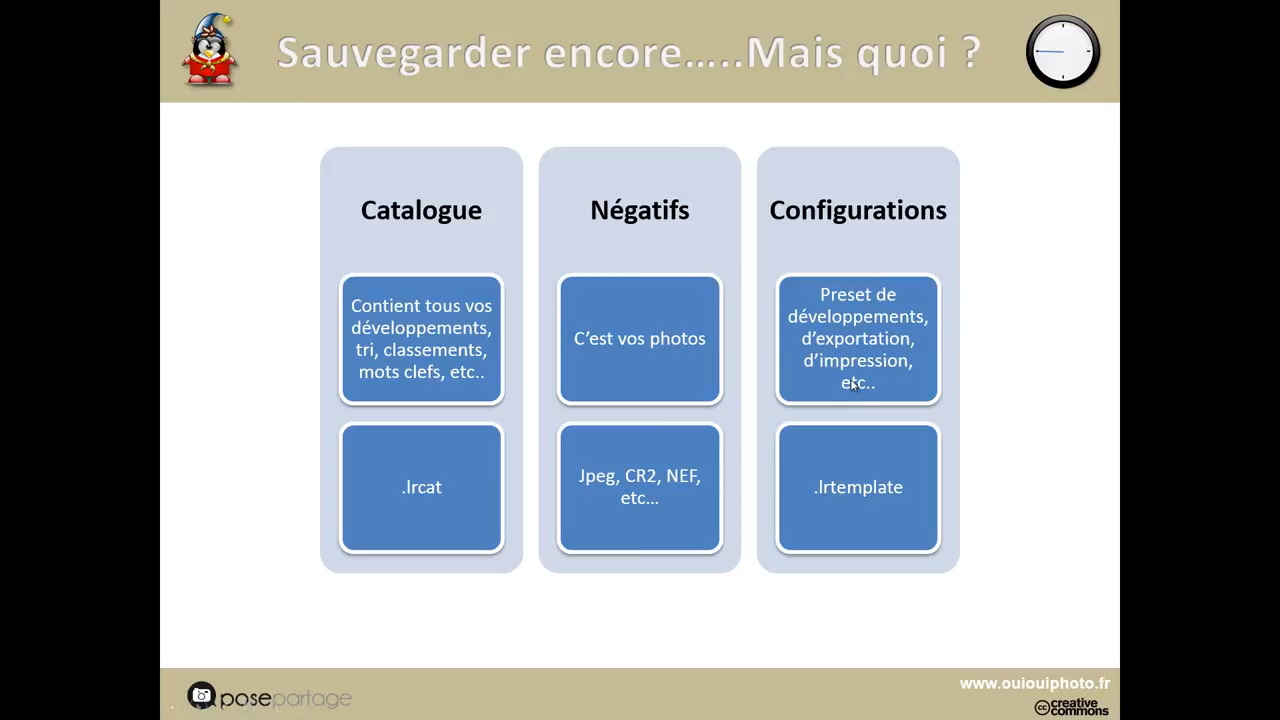 Sauvegarder encore…..Mais quoi ?
Catalogue
Contient tous vos
développements,
tri, classements,
mots clefs, etc..
.lrcat
Négatifs
C’est vos photos
Jpeg, CR2, NEF,
etc…
Configurations
Preset de
développements,
d’exportation,
d’impression,
etc..
.lrtemplate
posepartage
www.ouiouiphoto.fr
cc creative
commons